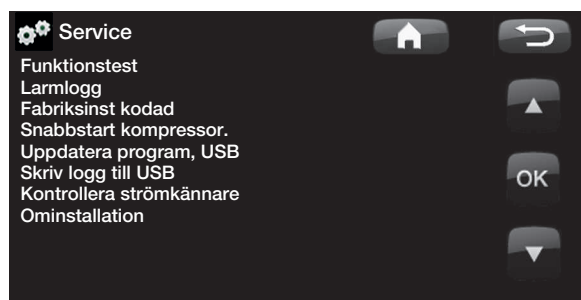 Service
Funktionstest
Larmlogg
Fabriksinst kodad
Snabbstart kompressor.
Uppdatera program, USB
Skriv logg till USB
Kontrollera strömkännare
OK
Ominstallation